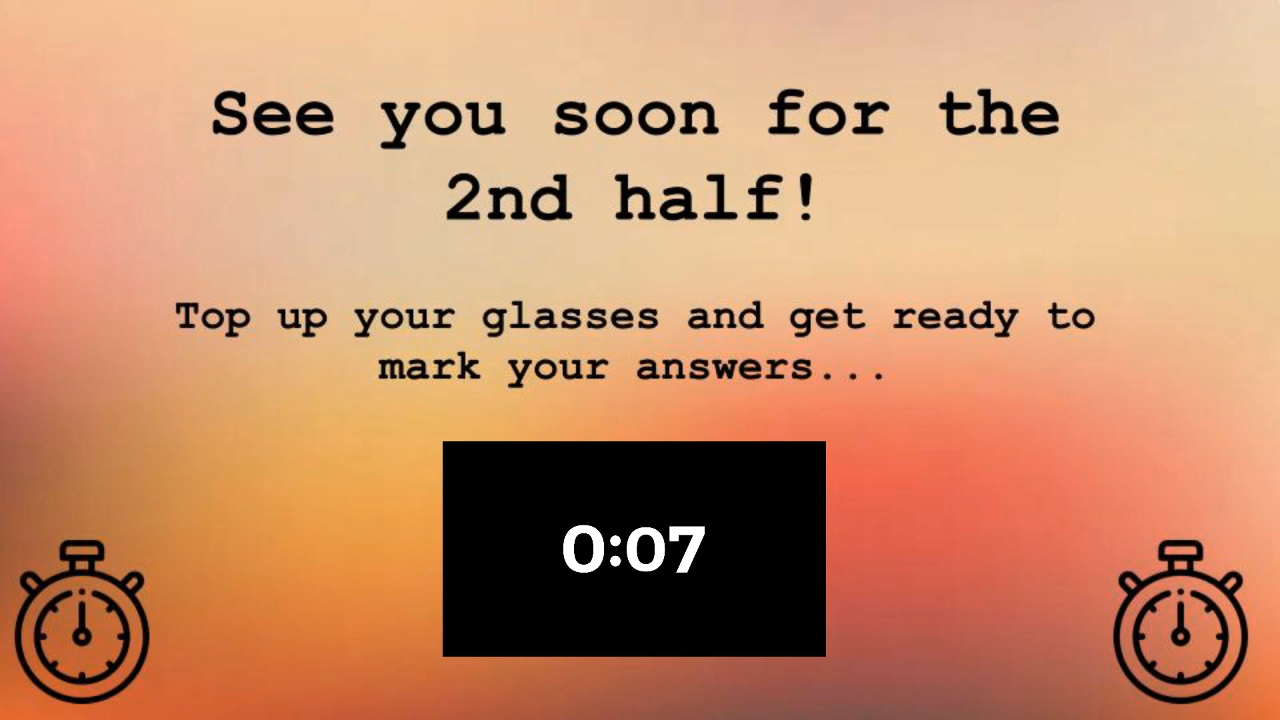 See you soon for the
2nd half!
Top up your glasses and get ready to
mark your answers...
0:07